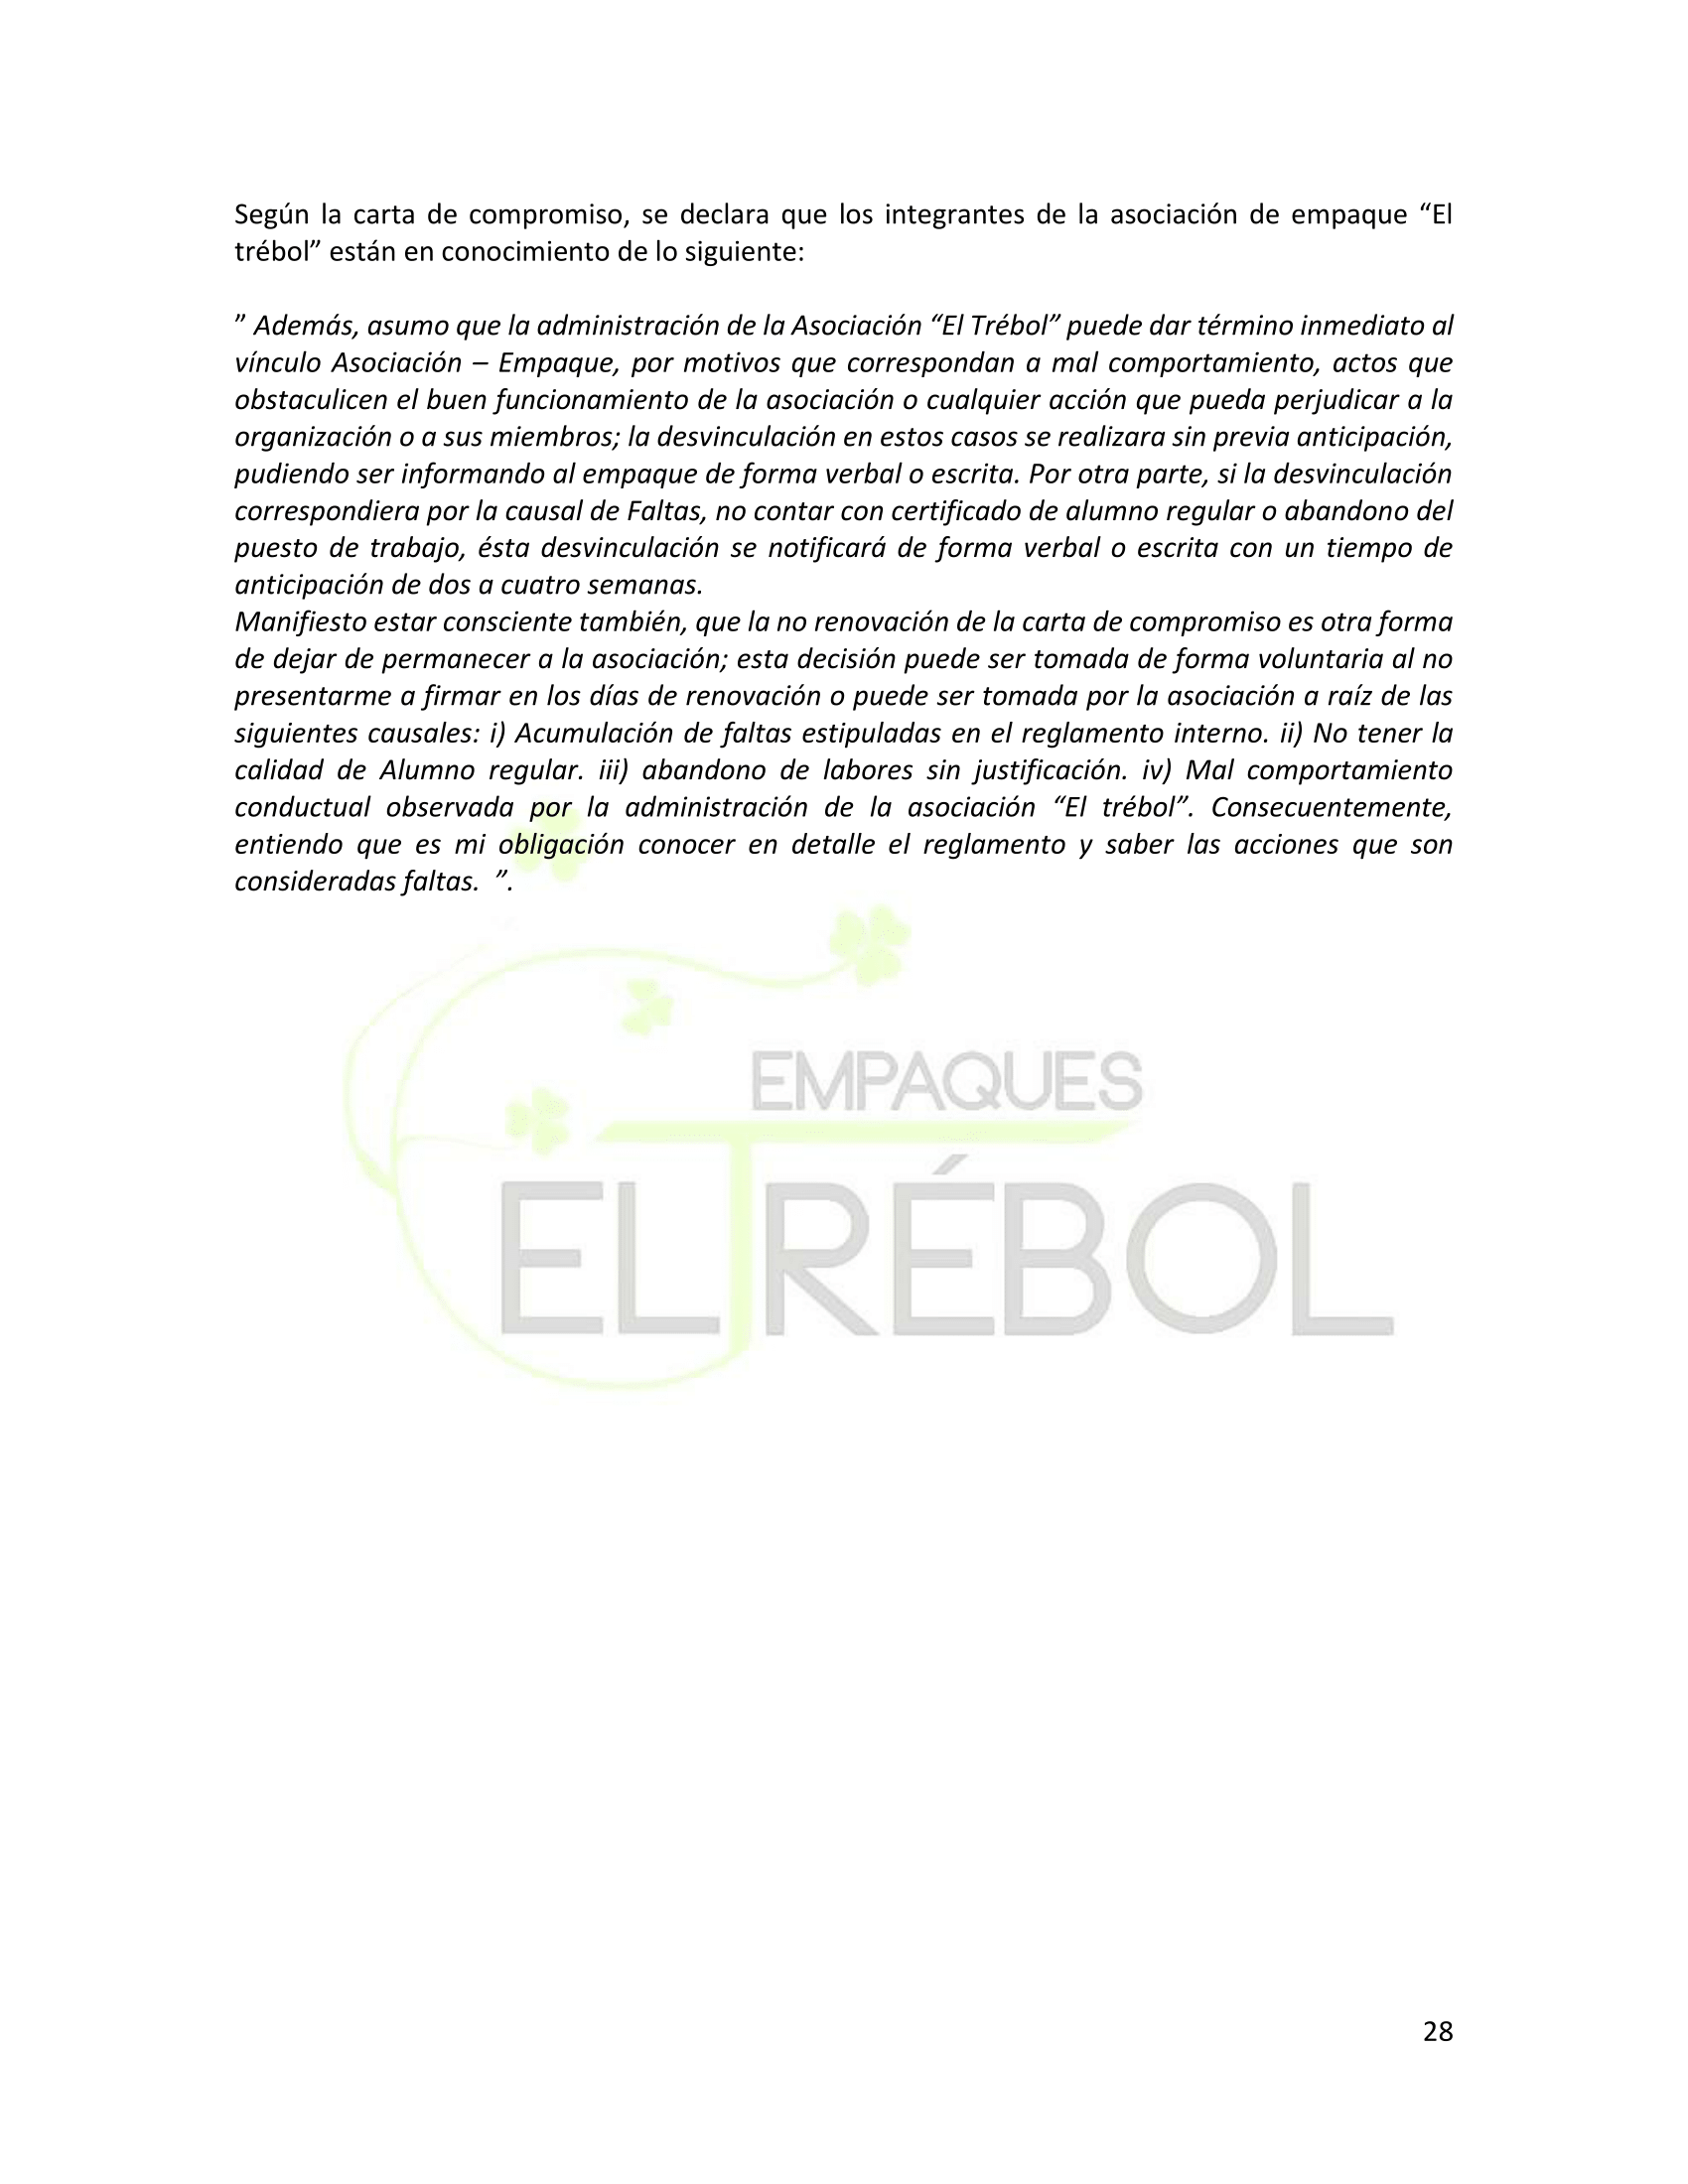 Según la carta de compromiso, se declara que los integrantes de la asociación de empaque “El
trébol” están en conocimiento de lo siguiente:
” Además, asumo que la administración de la Asociación “El Trébol” puede dar término inmediato al
vínculo Asociación – Empaque, por motivos que correspondan a mal comportamiento, actos que
obstaculicen el buen funcionamiento de la asociación o cualquier acción que pueda perjudicar a la
organización o a sus miembros; la desvinculación en estos casos se realizara sin previa anticipación,
pudiendo ser informando al empaque de forma verbal o escrita. Por otra parte, si la desvinculación
correspondiera por la causal de Faltas, no contar con certificado de alumno regular o abandono del
puesto de trabajo, ésta desvinculación se notificará de forma verbal o escrita con un tiempo de
anticipación de dos a cuatro semanas.
Manifiesto estar consciente también, que la no renovación de la carta de compromiso es otra forma
de dejar de permanecer a la asociación; esta decisión puede ser tomada de forma voluntaria al no
presentarme a firmar en los días de renovación o puede ser tomada por la asociación a raíz de las
siguientes causales: i) Acumulación de faltas estipuladas en el reglamento interno. ii) No tener la
calidad de Alumno regular. iii) abandono de labores sin justificación. iv) Mal comportamiento
conductual observada por la administración de la asociación “El trébol”. Consecuentemente,
entiendo que es mi obligación conocer en detalle el reglamento y saber las acciones que son
consideradas faltas.  ”.
EMPAQUES
EL TRÉBOL
28